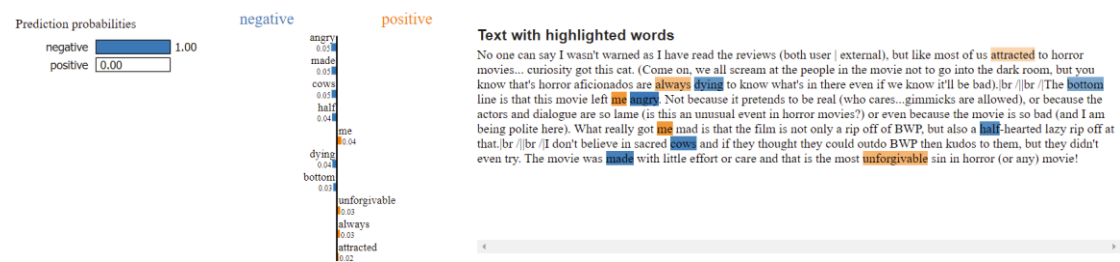 Prediction probabilities
negative 1.00
positive 0.00
negative positive
angry
0.05
made
0.05
cows
0.05
half
0.04
me
0.04
dying
0.04
bottom
0.03
unforgivable
0.03
always
0.03
attracted
0.02
Text with highlighted words
No one can say I wasn't warned as I have read the reviews (both user | external), but like most of us attracted to horror
movies... curiosity got this cat. (Come on, we all scream at the people in the movie not to go into the dark room, but you
know that's horror aficionados are always dying to know what's in there even if we know it'll be bad).|br /||br /|The bottom
line is that this movie left me angry. Not because it pretends to be real (who cares...gimmicks are allowed), or because the
actors and dialogue are so lame (is this an unusual event in horror movies?) or even because the movie is so bad (and I am
being polite here). What really got me mad is that the film is not only a rip off of BWP, but also a half-hearted lazy rip off at
that.|br /||br /|I don't believe in sacred cows and if they thought they could outdo BWP then kudos to them, but they didn't
even try. The movie was made with little effort or care and that is the most unforgivable sin in horror (or any) movie!